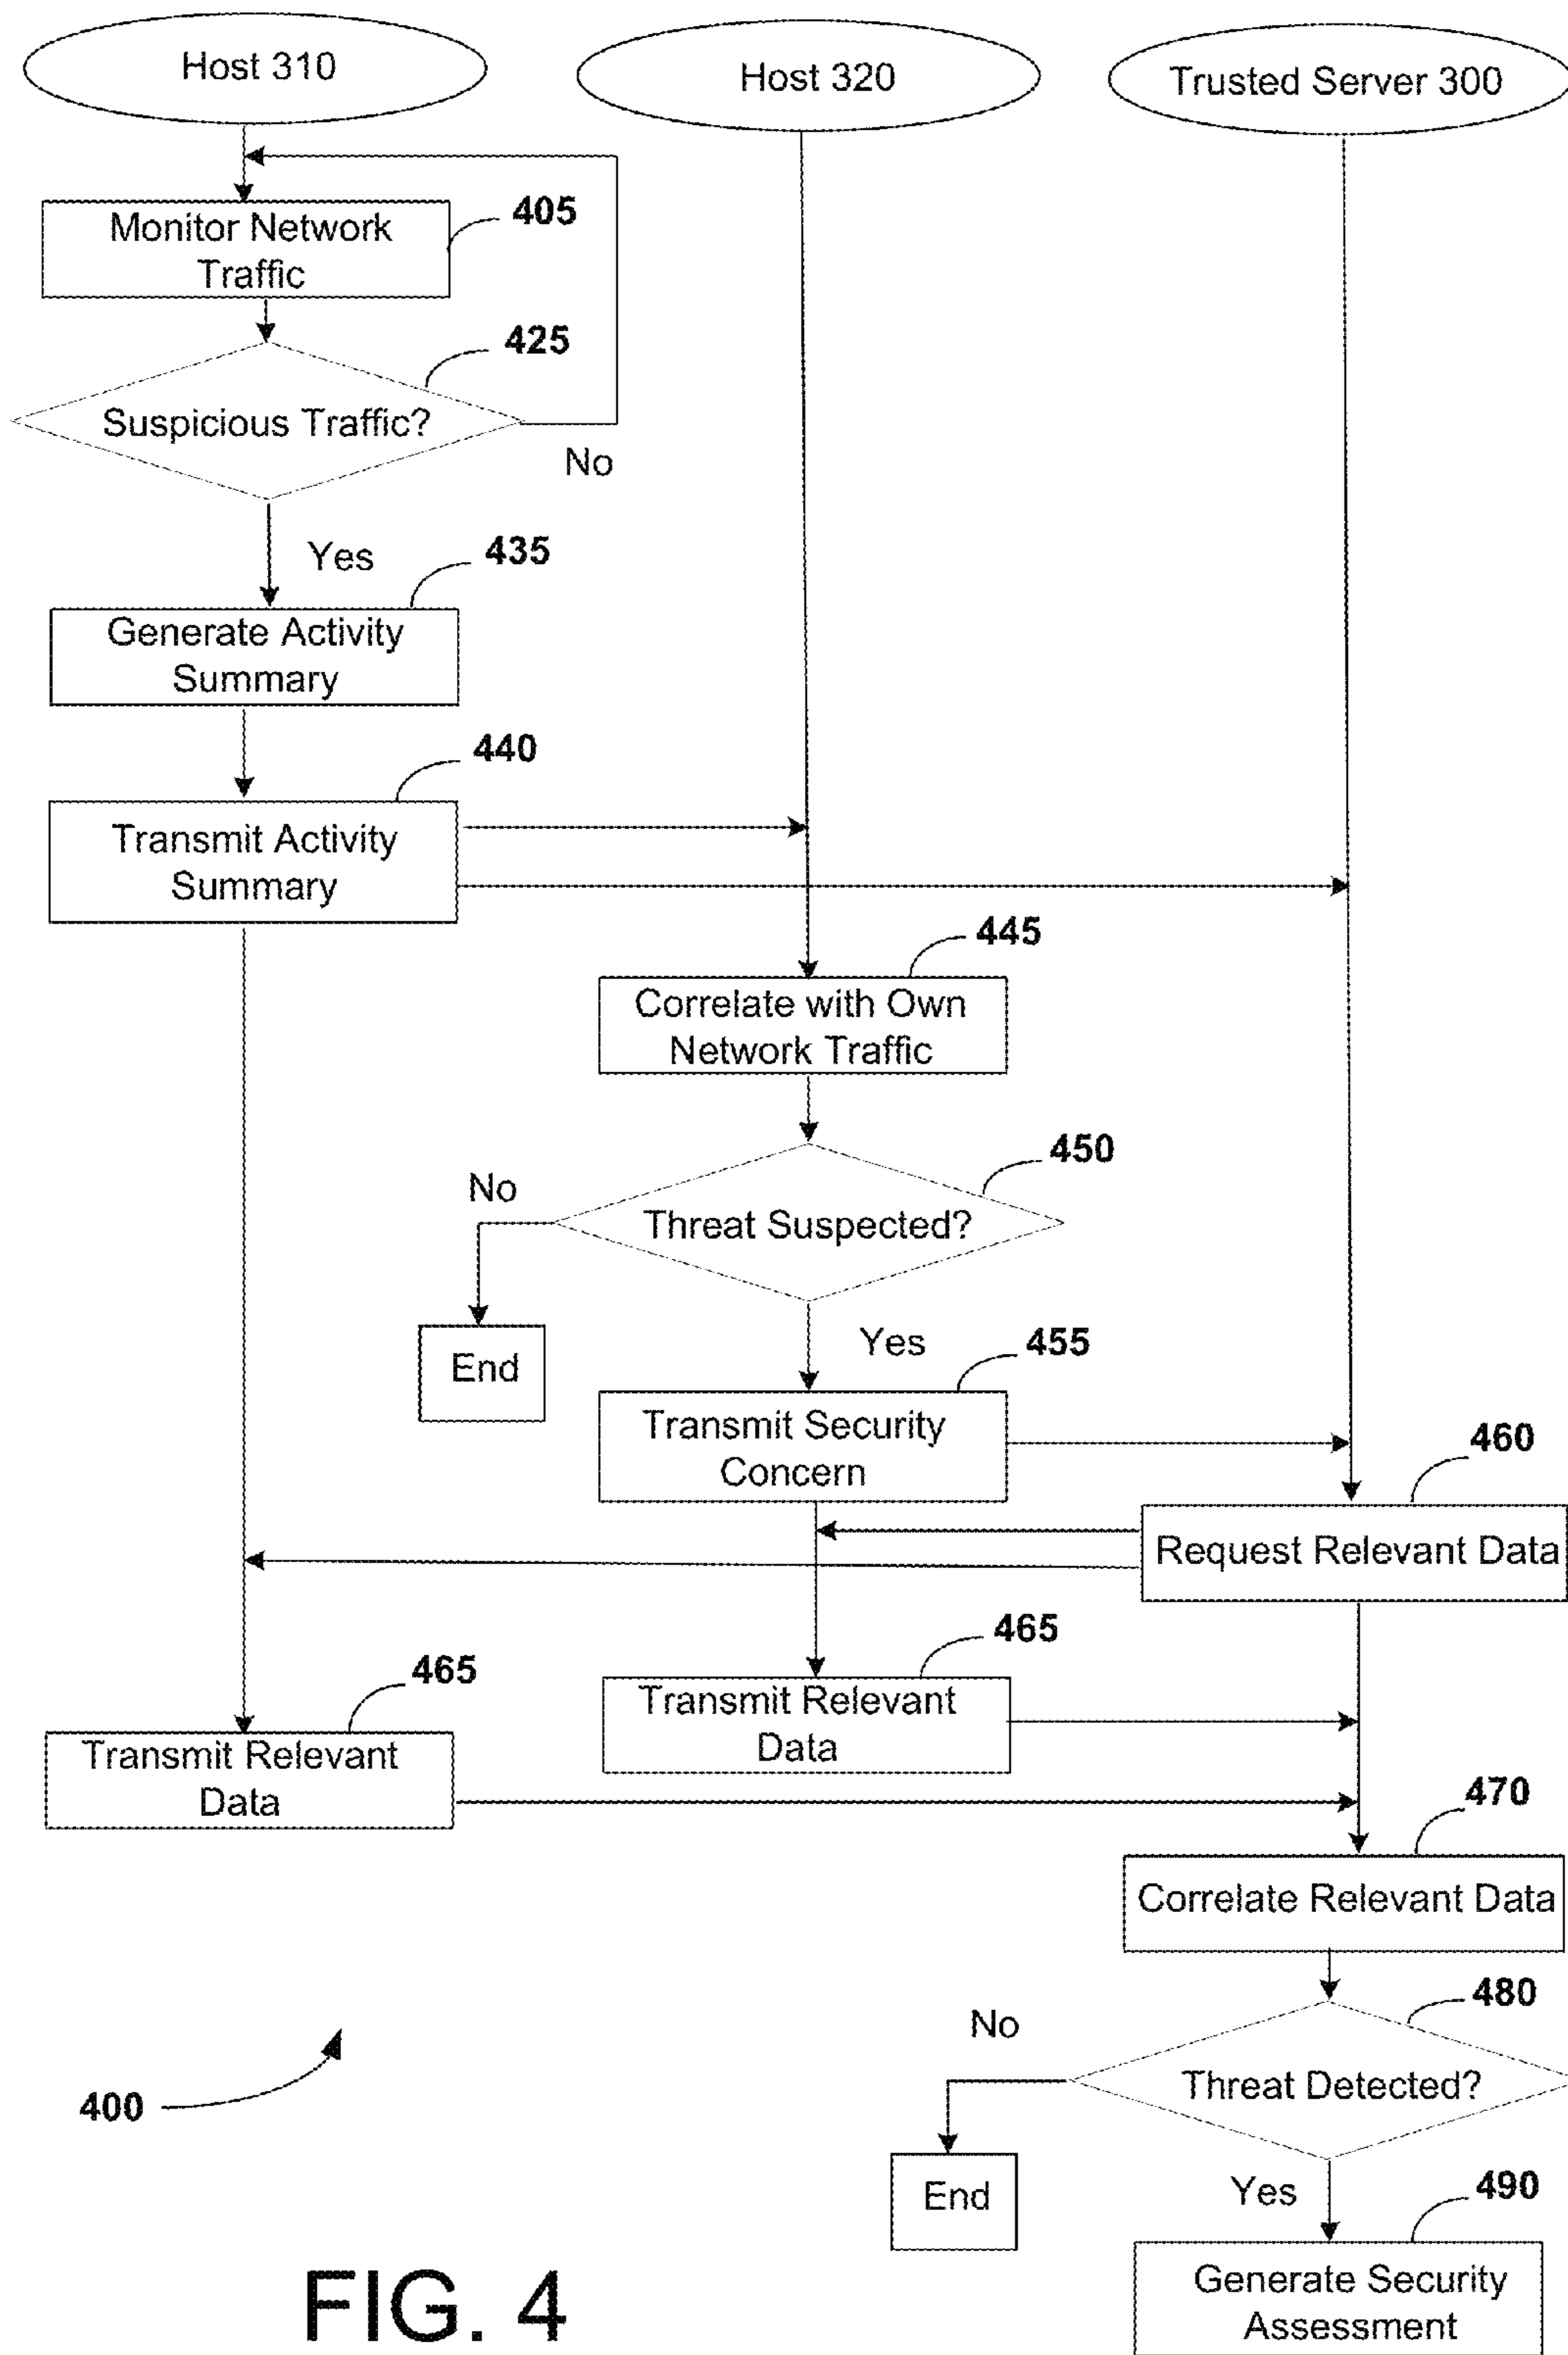 Host 310
Host 320
Trusted Server 300
Monitor Network
Traffic
405
Suspicious Traffic?
425
No
Yes
Generate Activity
Summary
435
Transmit Activity
Summary
440
Correlate with Own
Network Traffic
445
Threat Suspected?
450
No
End
Yes
Transmit Security
Concern
455
Request Relevant Data
460
Transmit Relevant
Data
465
Transmit Relevant
Data
465
Correlate Relevant Data
470
Threat Detected?
480
No
End
Yes
Generate Security
Assessment
490
400
FIG. 4